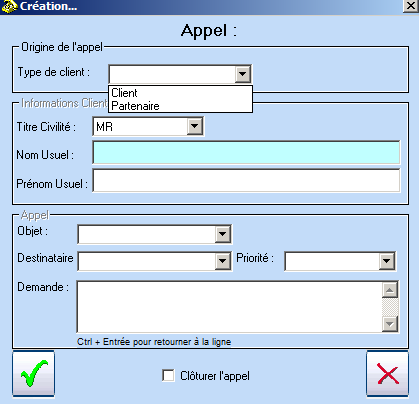 Création...
Appel :
Origine de l'appel
Type de client :
Client
Partenaire
Informations Client
Titre Civilité :
MR
Nom Usuel :
Prénom Usuel :
Appel
Objet :
Destinataire
Priorité :
Demande :
Ctrl + Entrée pour retourner à la ligne
Clôturer l'appel